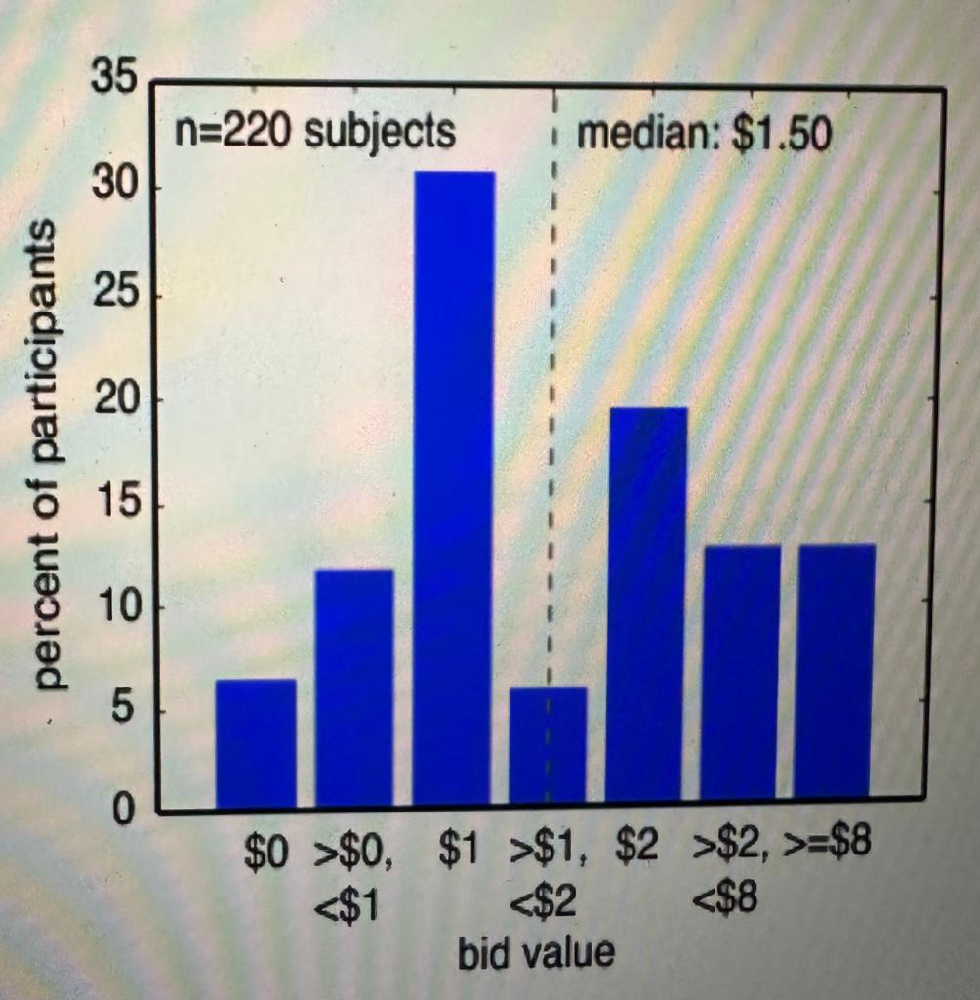 35
n=220 subjects
median: $1.50
30
25
20
15
10
5
0
percent of participants
$0 >$0, $1 >$1, $2 >$2, >=$8
<$1 <$2 <$8
bid value